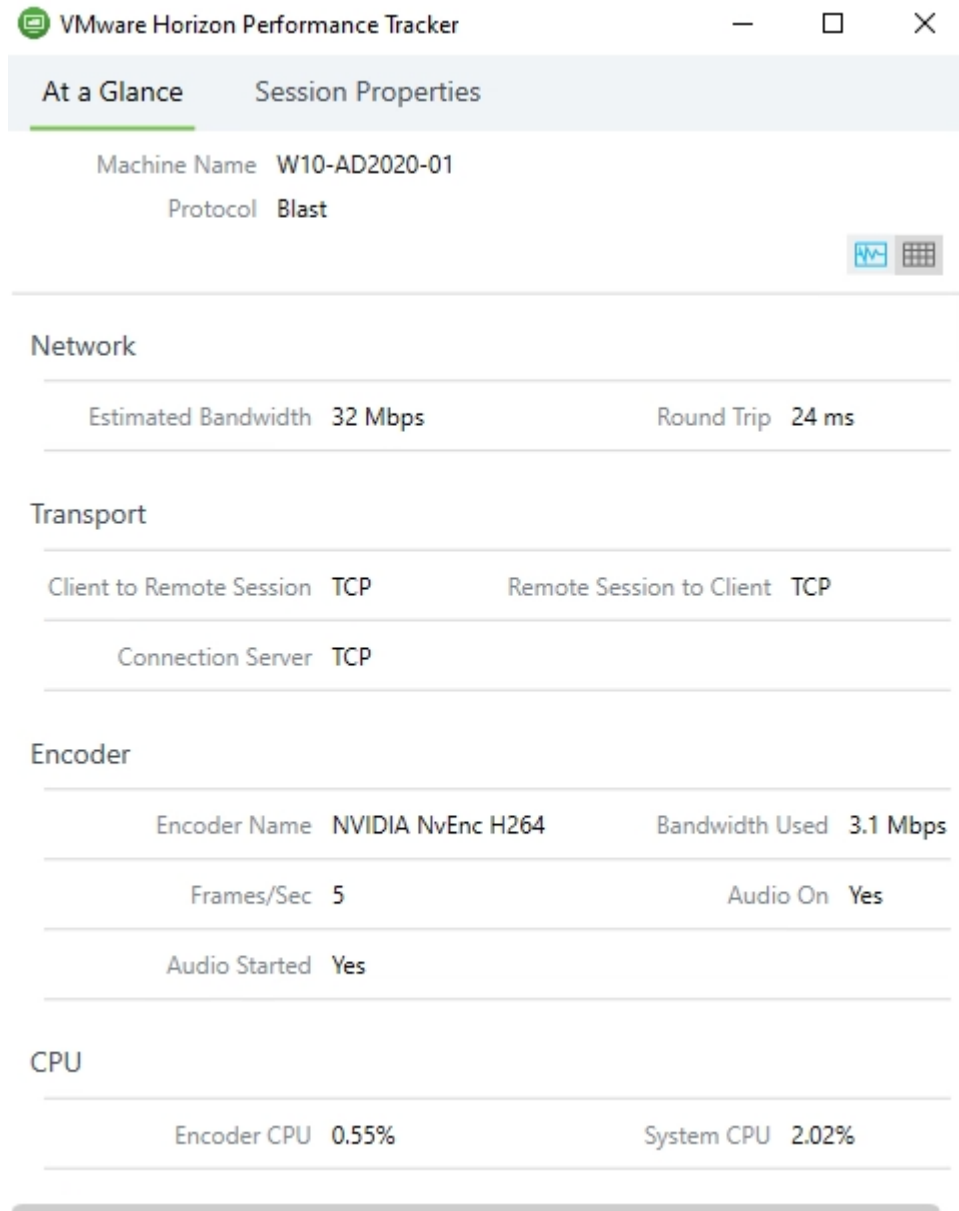 VMware Horizon Performance Tracker
At a Glance Session Properties
Machine Name W10-AD2020-01
Protocol Blast
Network
Estimated Bandwidth 32 Mbps Round Trip 24 ms
Transport
Client to Remote Session TCP Remote Session to Client TCP
Connection Server TCP
Encoder
Encoder Name NVIDIA NvEnc H264 Bandwidth Used 3.1 Mbps
Frames/Sec 5 Audio On Yes
Audio Started Yes
CPU
Encoder CPU 0.55% System CPU 2.02%